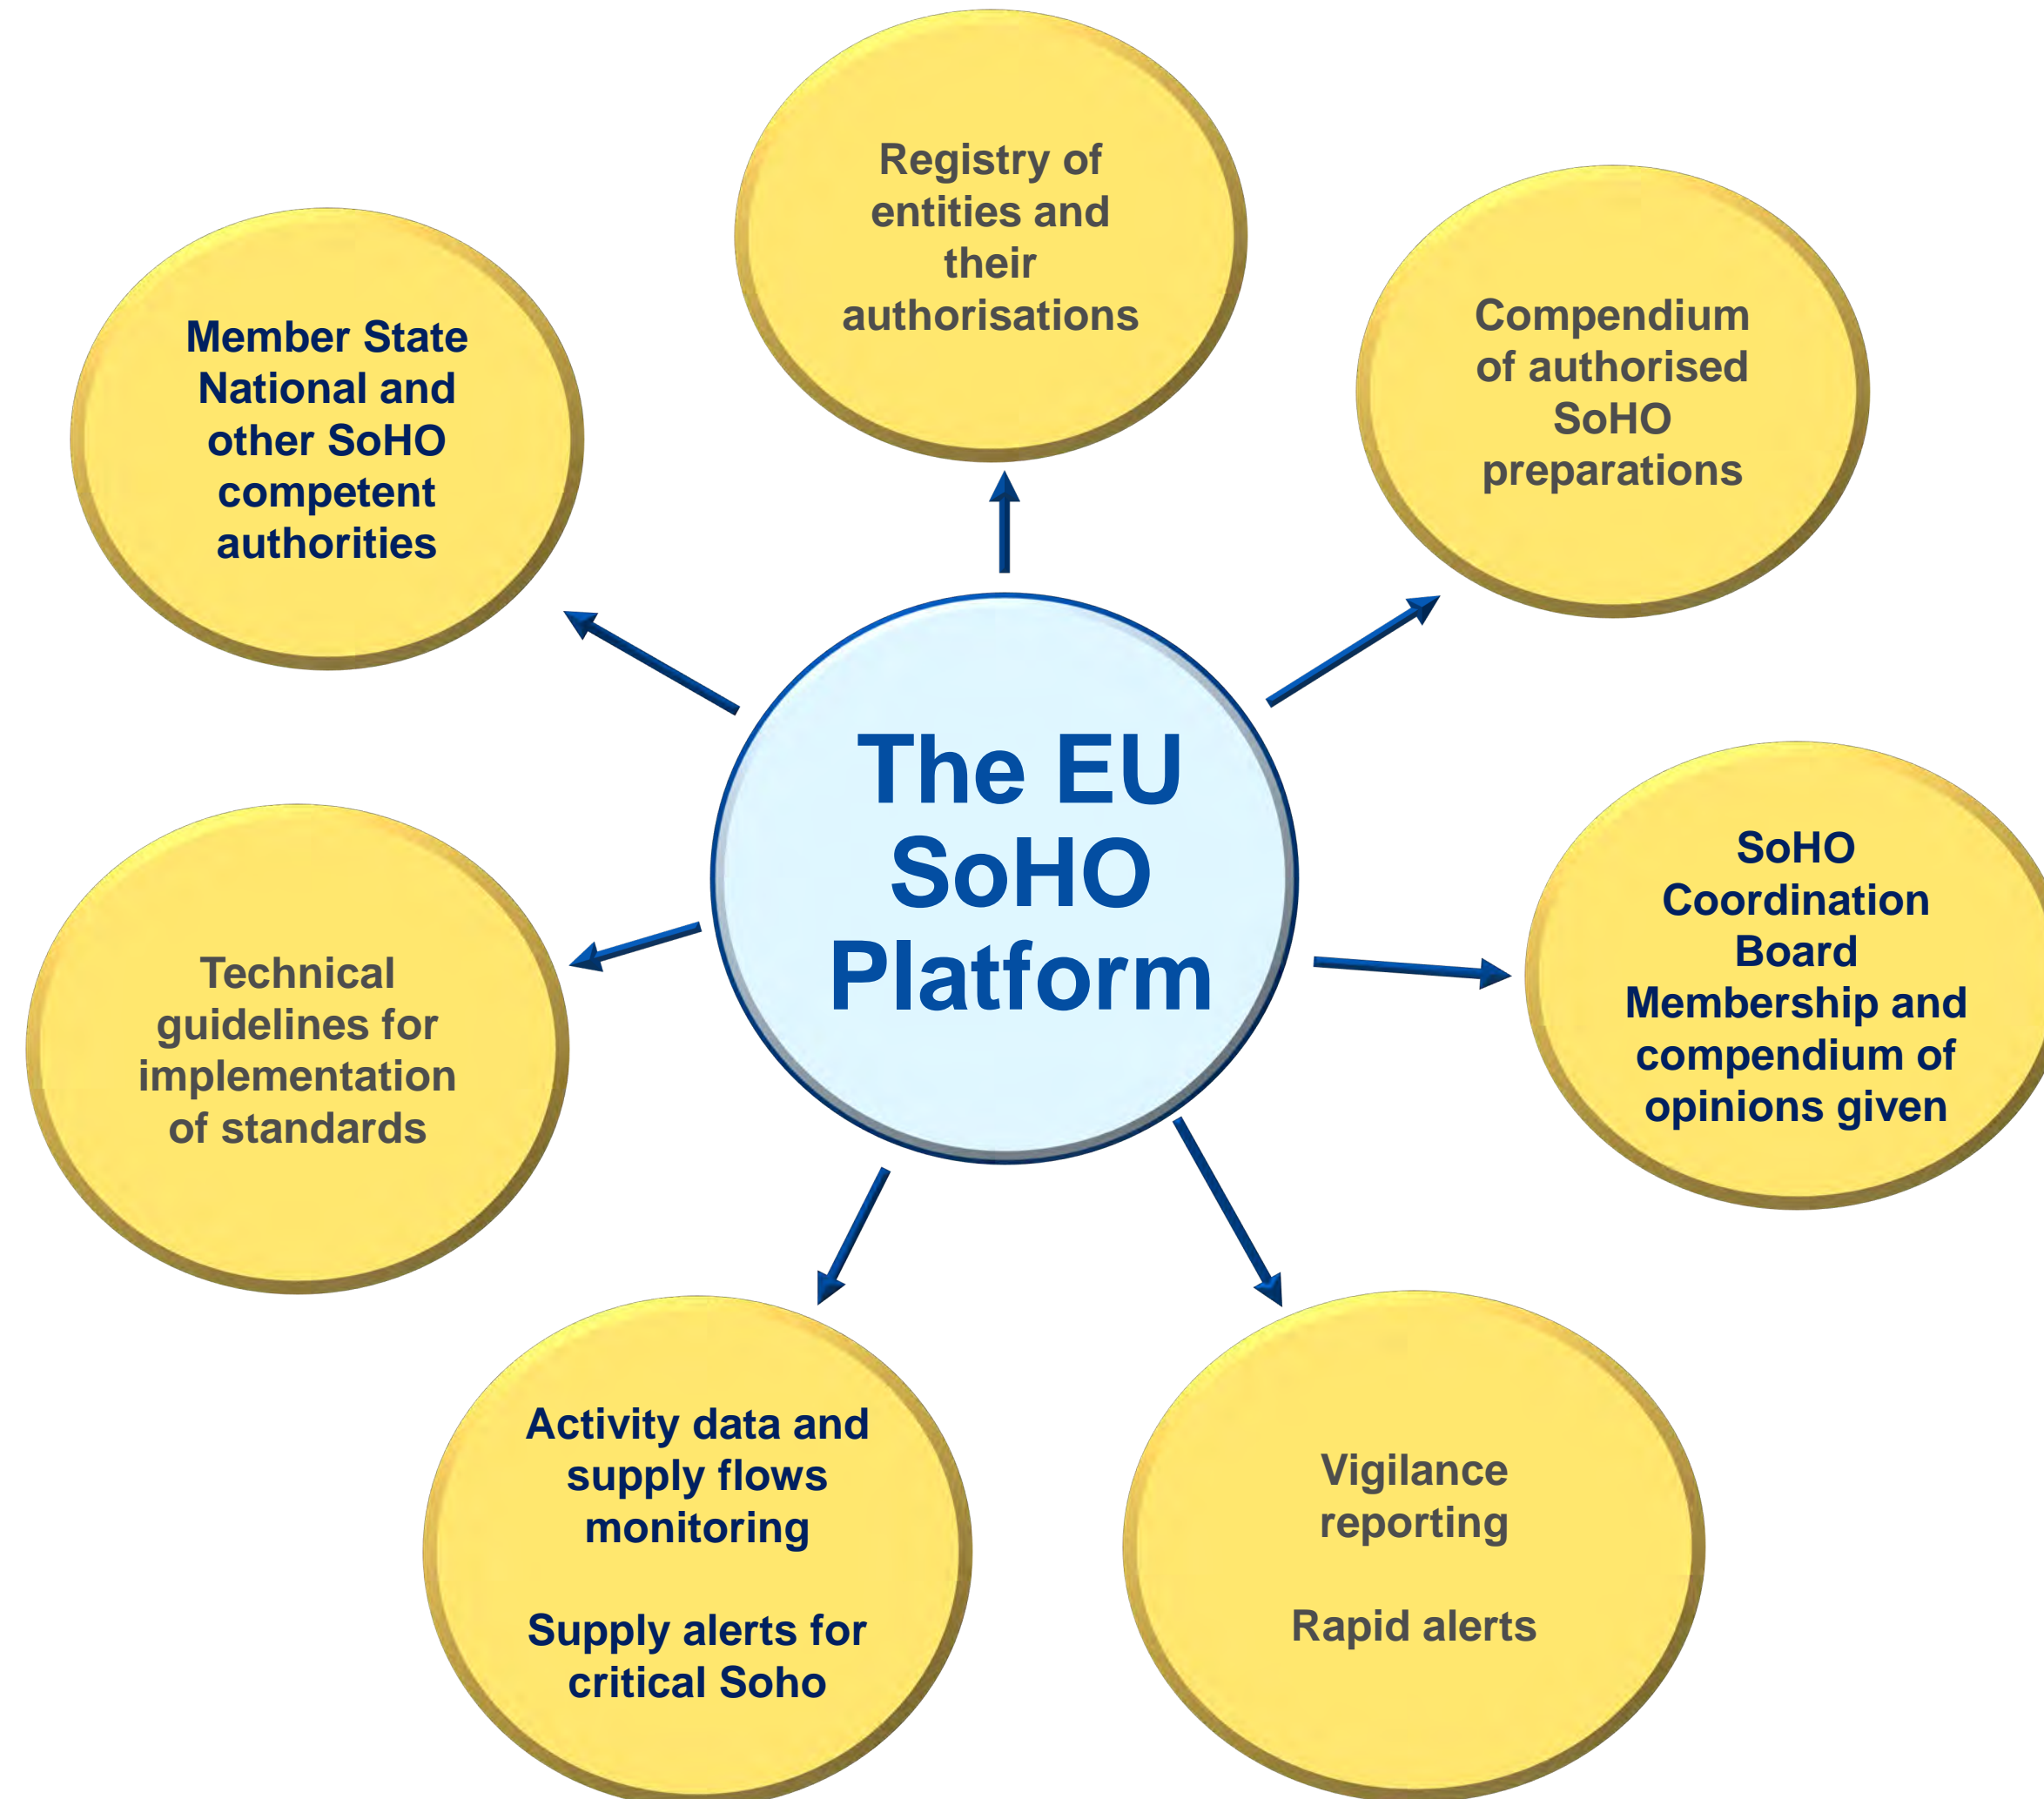 Registry of
entities and
their
authorisations
Compendium
of authorised
SoHO
preparations
Member State
National and
other SoHO
competent
authorities
The EU
SoHO
Platform
SoHO
Coordination
Board
Membership and
compendium of
opinions given
Technical
guidelines for
implementation
of standards
Activity data and
supply flows
monitoring
Supply alerts for
critical Soho
Vigilance
reporting
Rapid alerts